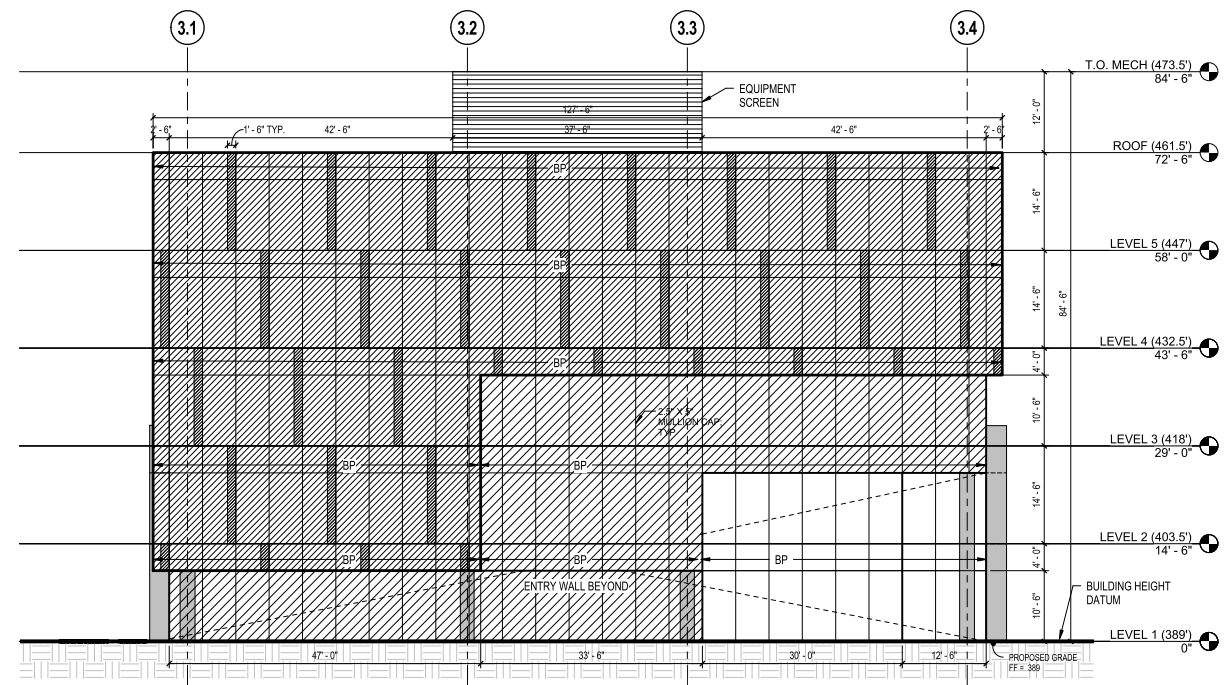 3.1
3.2
3.3
3.4
T.O. MECH (473.5')
84' - 6"
EQUIPMENT
SCREEN
127' - 6"
12' - 0"
2' - 6"
1' - 6" TYP.
42' - 6"
37' - 6"
42' - 6"
2' - 6"
ROOF (461.5')
72' - 6"
BP
14' - 6"
LEVEL 5 (447')
58' - 0"
BP
14' - 6"
84' - 6"
LEVEL 4 (432.5')
43' - 6"
BP
4' - 0"
2.5" X 5"
MULLION CAP.
TYP.
10' - 6"
LEVEL 3 (418')
29' - 0"
BP
BP
14' - 6"
LEVEL 2 (403.5')
14' - 6"
BP
BP
BP
4' - 0"
ENTRY WALL BEYOND
BUILDING HEIGHT
DATUM
10' - 6"
LEVEL 1 (389')
0"
47' - 0"
33' - 6"
30' - 0"
12' - 6"
PROPOSED GRADE
FF = 389